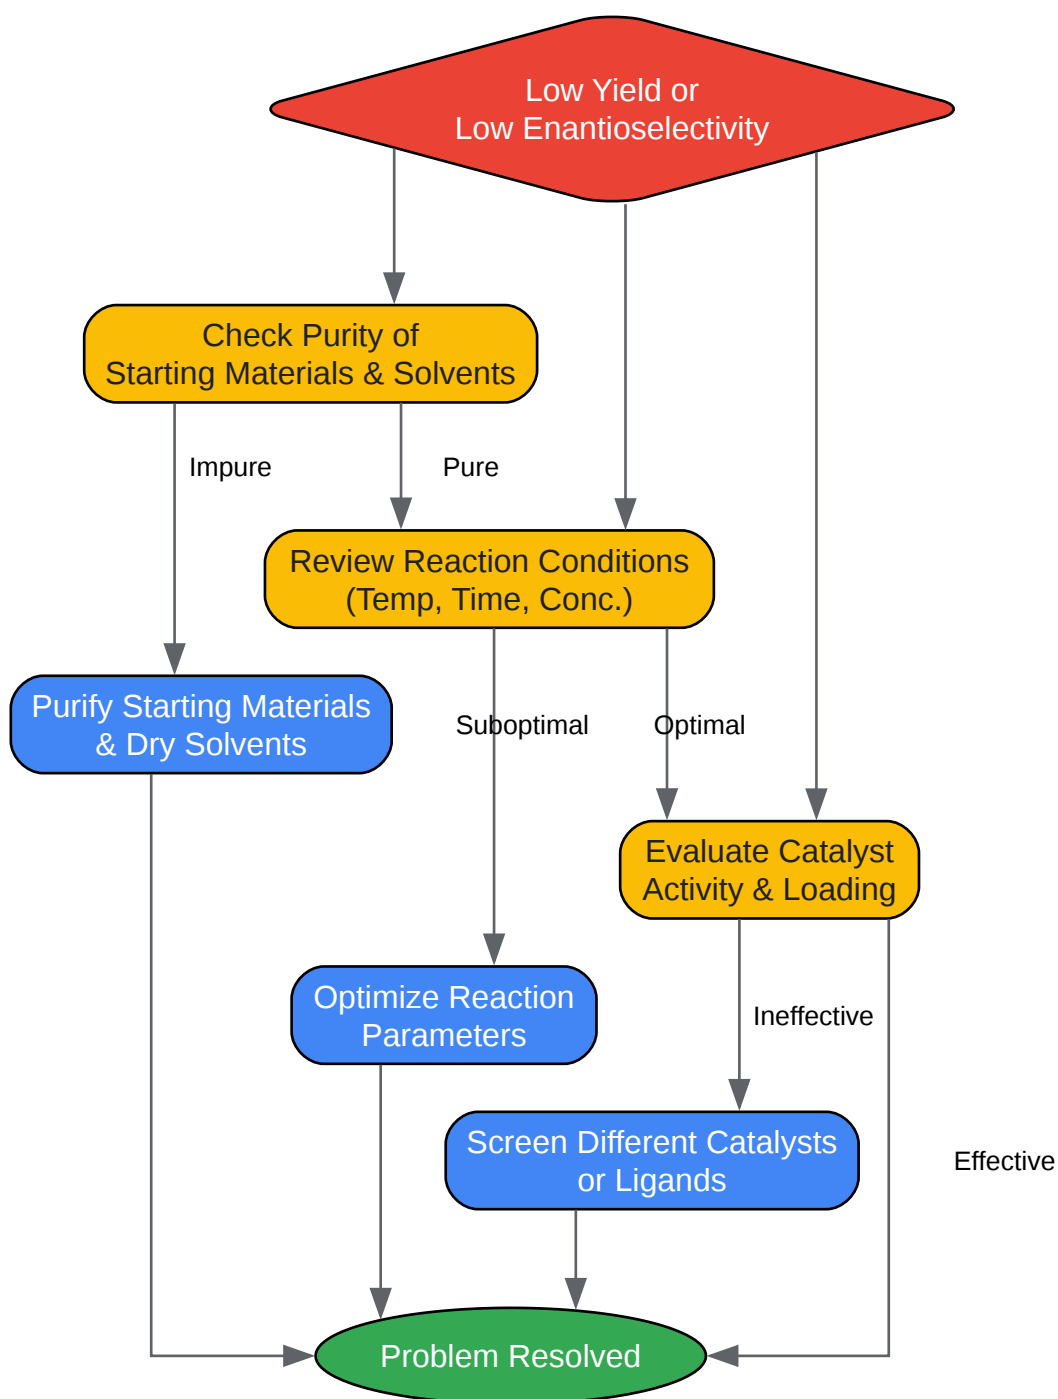 Low Yield or
Low Enantioselectivity
Check Purity of
Starting Materials & Solvents
Impure
Pure
Review Reaction Conditions
(Temp, Time, Conc.)
Purify Starting Materials
& Dry Solvents
Suboptimal
Optimal
Evaluate Catalyst
Activity & Loading
Optimize Reaction
Parameters
Ineffective
Screen Different Catalysts
or Ligands
Effective
Problem Resolved